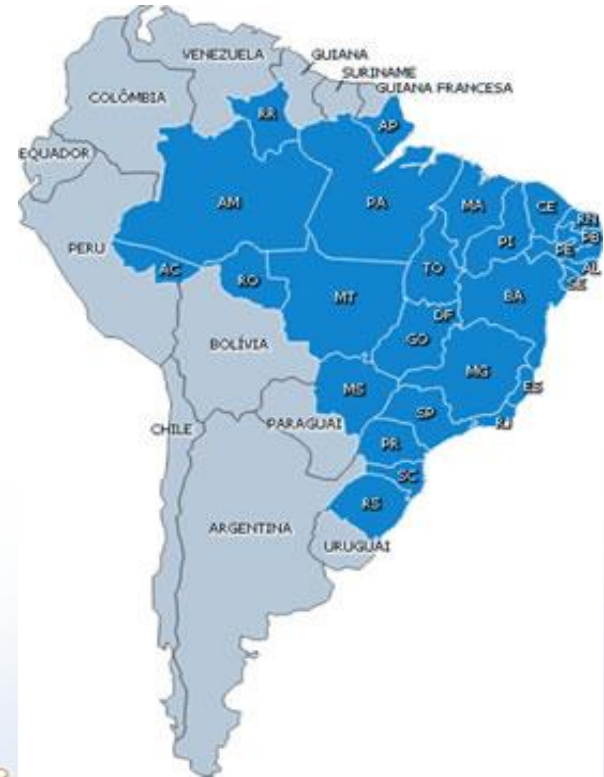 VENEZUELA
GUIANA
SURINAME
GUIANA FRANCESA
COLÔMBIA
RR
AP
EQUADOR
AM
PA
MA
CE
RN
PB
PI
PE
AL
SE
PERU
AC
RO
TO
BA
MT
DF
GO
BOLÍVIA
MG
MS
ES
SP
RJ
CHILE
PARAGUAI
PR
SC
RS
ARGENTINA
URUGUAI